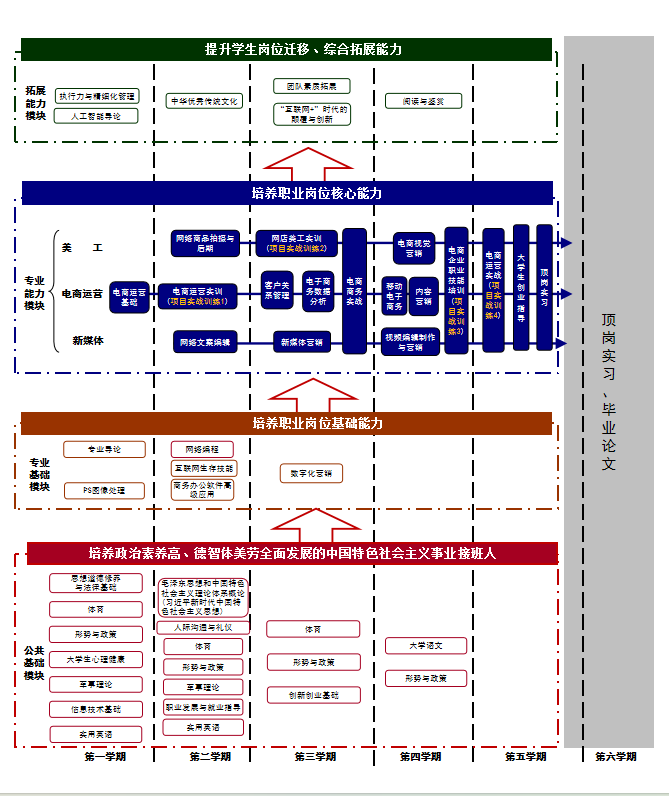 提升学生岗位迁移、综合拓展能力
拓展
能力
模块
执行力与精细化管理
人工智能导论
中华优秀传统文化
团队素质拓展
“互联网+”时代的
颠覆与创新
阅读与鉴赏
培养职业岗位核心能力
专业
能力
模块
美 工
电商运营
新媒体
电商运营
基础
网络商品拍摄与
后期
电商运营实训
(项目实战训练1)
网络文案编辑
网店美工实训
(项目实战训练2)
客户关
系管理
电子商
务数据
分析
新媒体营销
电商
商务
实战
电商视觉
营销
移动
电子
商务
内容
营销
视频编辑制作
与营销
电商
企业
职业
技能
培训
(项
目实
战训
练3)
电商
运营
实战
(项
目实
战训
练4)
大
学
生
创
业
指
导
顶
岗
实
习
顶
岗
实
习
、
毕
业
论
文
培养职业岗位基础能力
专业
基础
模块
专业导论
PS图像处理
网络编程
互联网生存技能
商务办公软件高
级应用
数字化营销
培养政治素养高、德智体美劳全面发展的中国特色社会主义事业接班人
公共
基础
模块
思想道德修养
与法律基础
体育
形势与政策
大学生心理健康
军事理论
信息技术基础
实用英语
毛泽东思想和中国特色
社会主义理论体系概论
(习近平新时代中国特
色社会主义思想)
人际沟通与礼仪
体育
形势与政策
军事理论
职业发展与就业指导
实用英语
体育
形势与政策
创新创业基础
大学语文
形势与政策
第一学期
第二学期
第三学期
第四学期
第五学期
第六学期